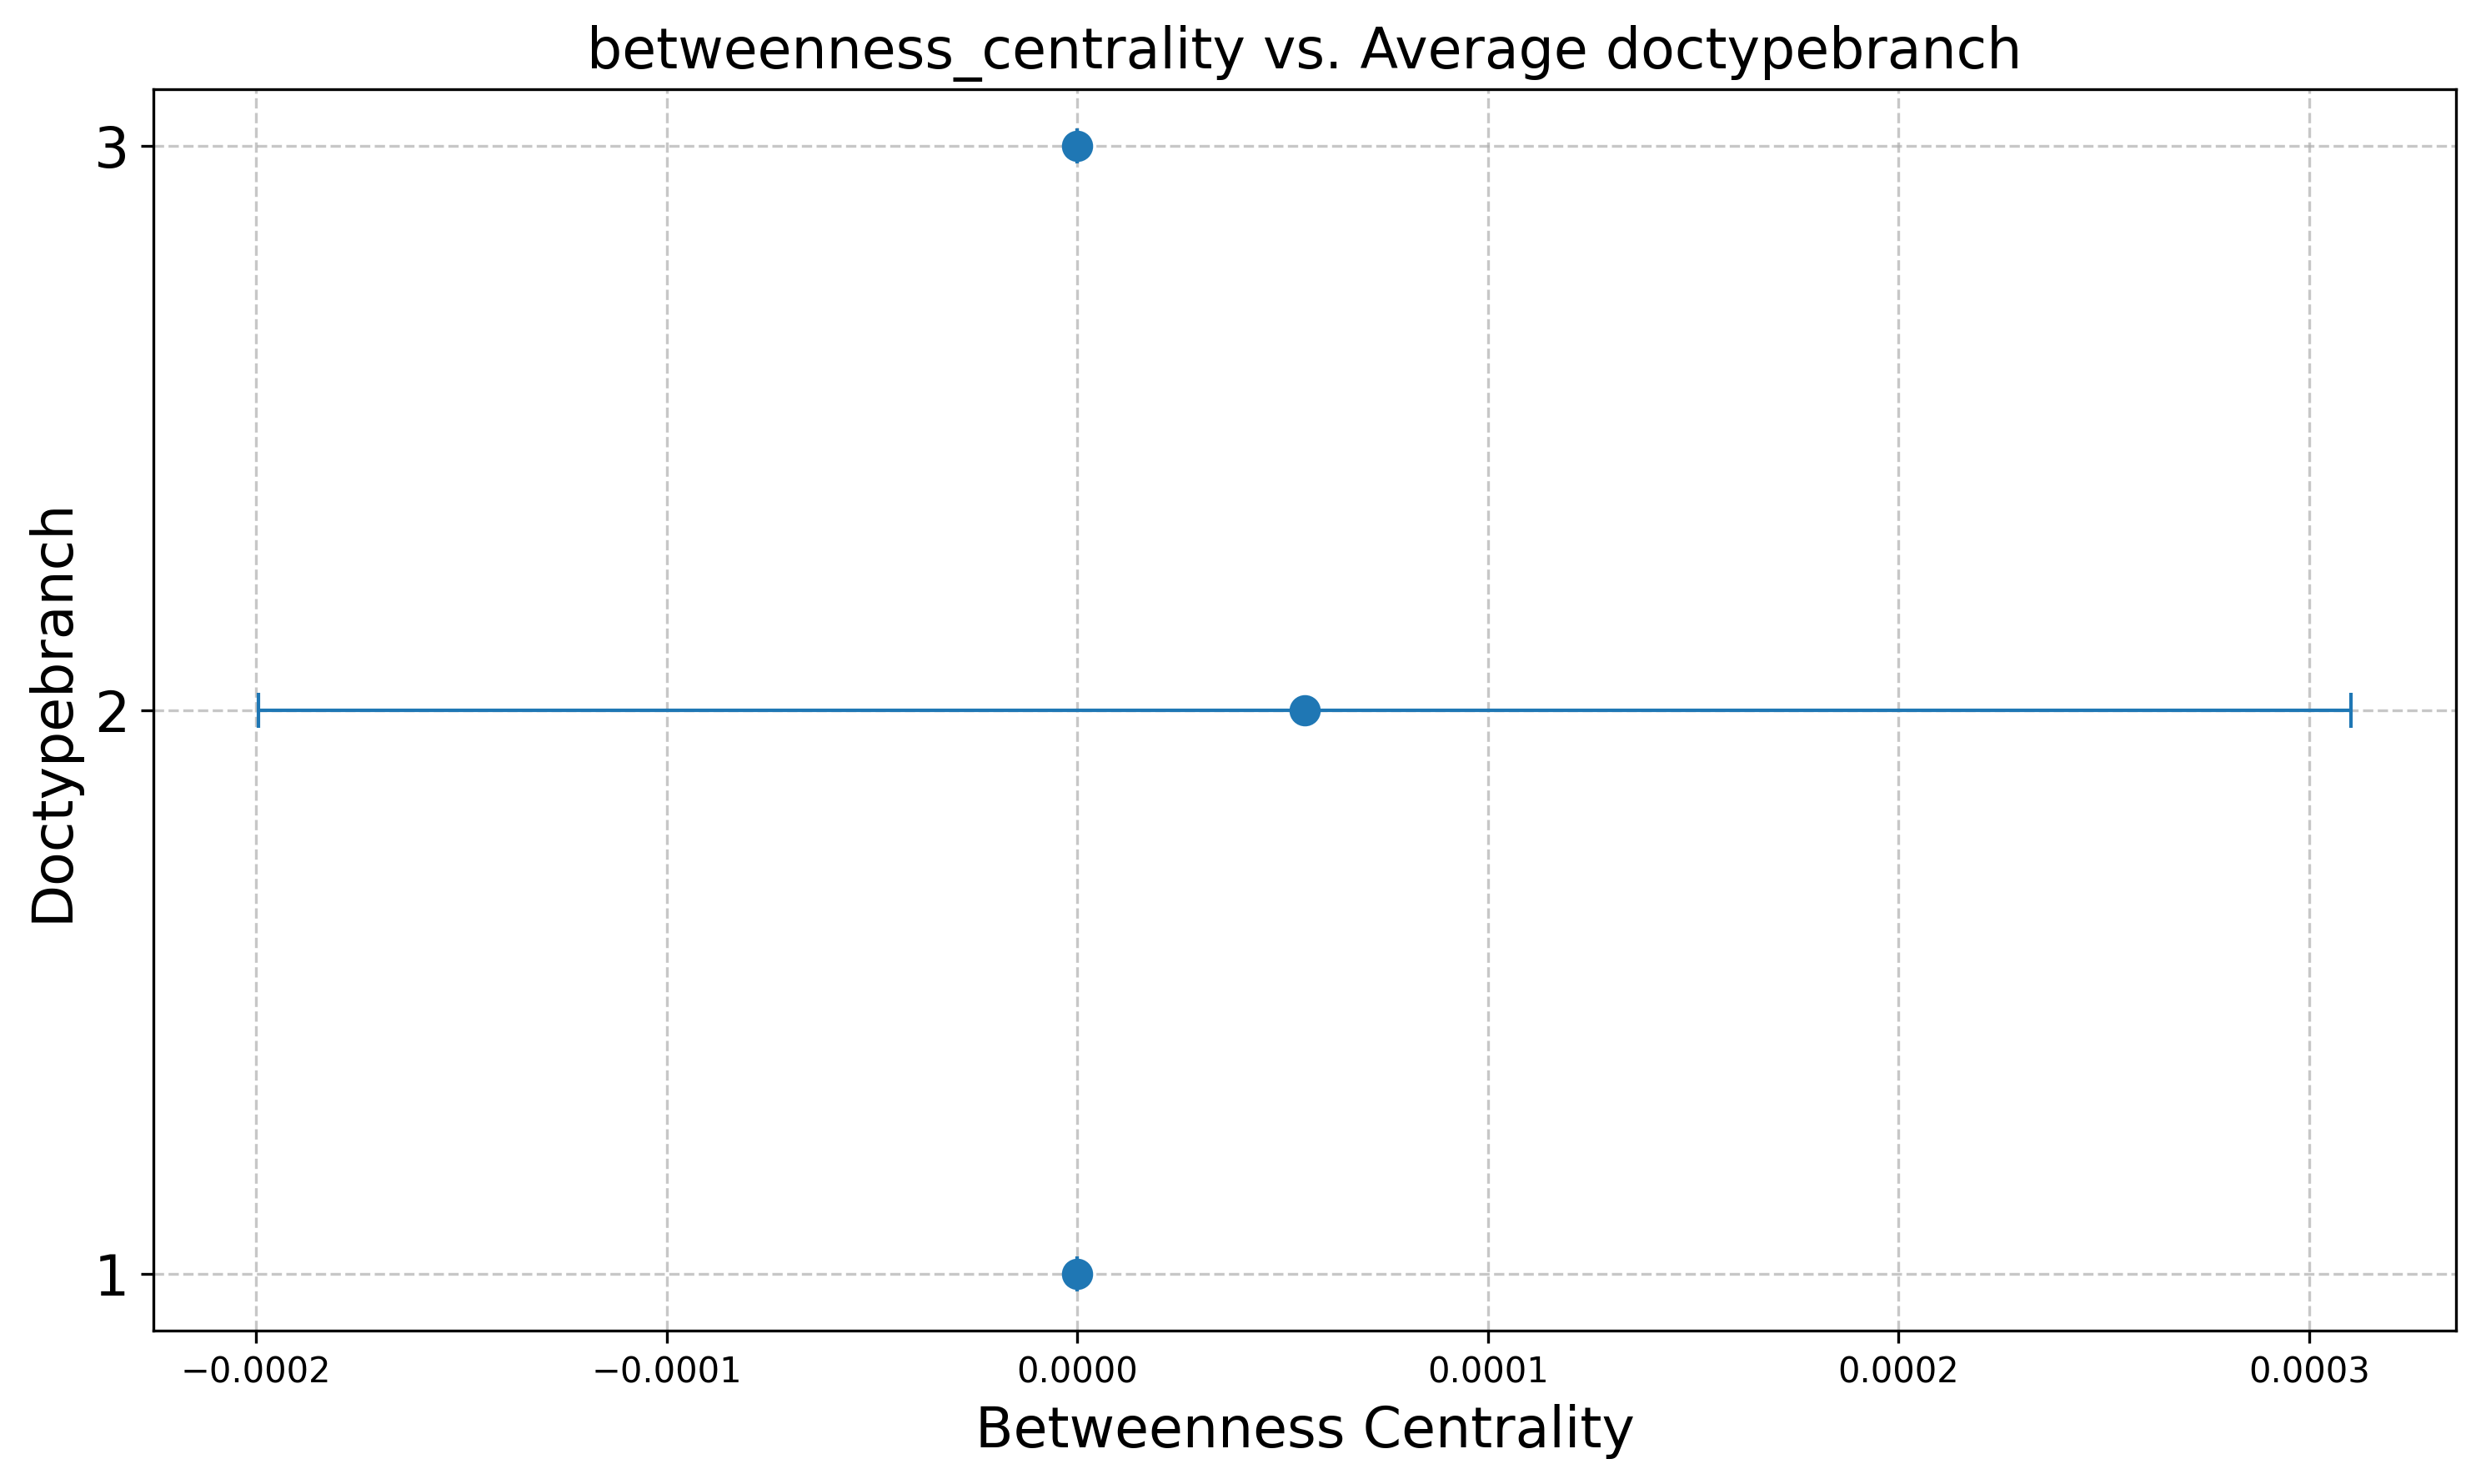 betweenness_centrality vs. Average doctypebranch
3
2
1
Doctypebranch
−0.0002 −0.0001 0.0000 0.0001 0.0002 0.0003
Betweenness Centrality